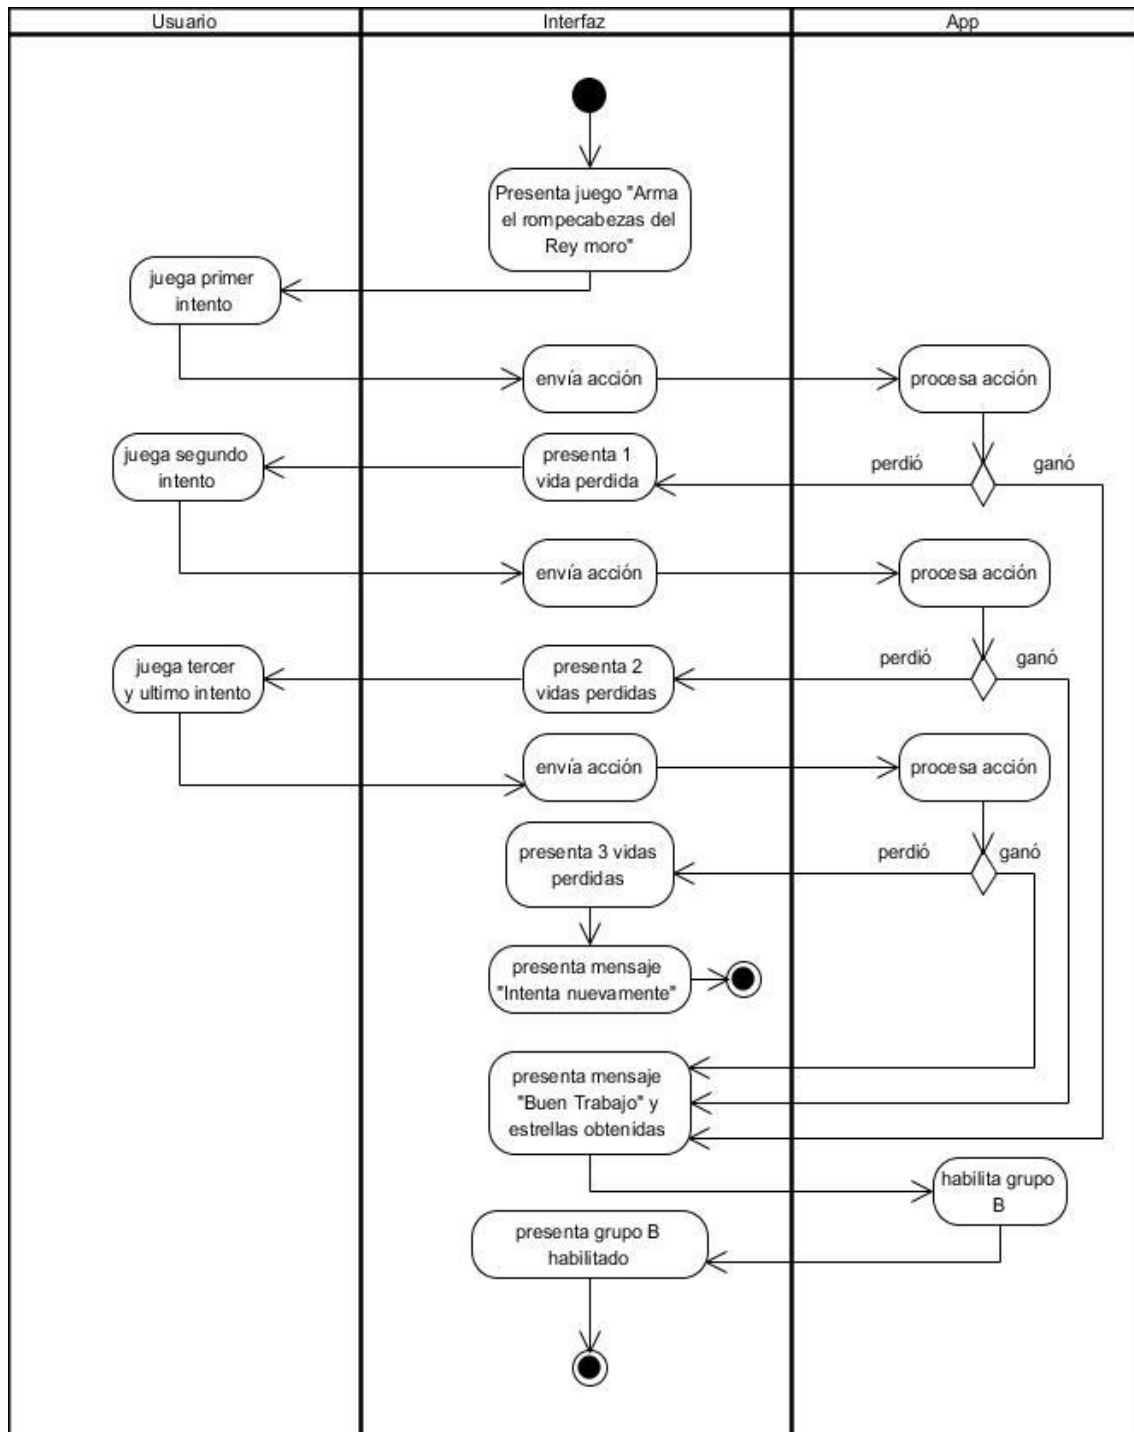 Usuario
Interfaz
App
Presenta juego "Arma
el rompecabezas del
Rey moro"
juega primer
intento
envía acción
procesa acción
juega segundo
intento
presenta 1
vida perdida
perdió
ganó
envía acción
procesa acción
juega tercer
y ultimo intento
presenta 2
vidas perdidas
perdió
ganó
envía acción
procesa acción
presenta 3 vidas
perdidas
perdió
ganó
presenta mensaje
"Intenta nuevamente"
presenta mensaje
"Buen Trabajo" y
estrellas obtenidas
habilita grupo
B
presenta grupo B
habilitado